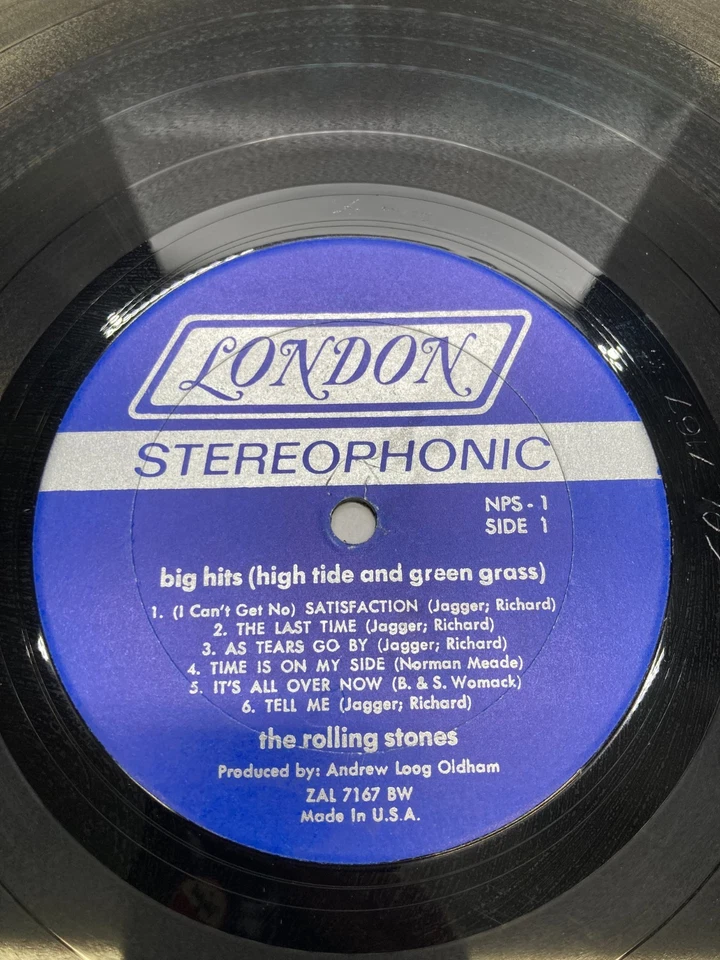 LONDON
STEREOPHONIC
NPS - 1
SIDE 1
big hits (high tide and green grass)
1. (I Can't Get No) SATISFACTION (Jagger; Richard)
2. THE LAST TIME (Jagger; Richard)
3. AS TEARS GO BY (Jagger; Richard)
4. TIME IS ON MY SIDE (Norman Meade)
5. IT'S ALL OVER NOW (B. & S. Womack)
6. TELL ME (Jagger; Richard)
the rolling stones
Produced by: Andrew Loog Oldham
ZAL 7167 BW
Made In U.S.A.